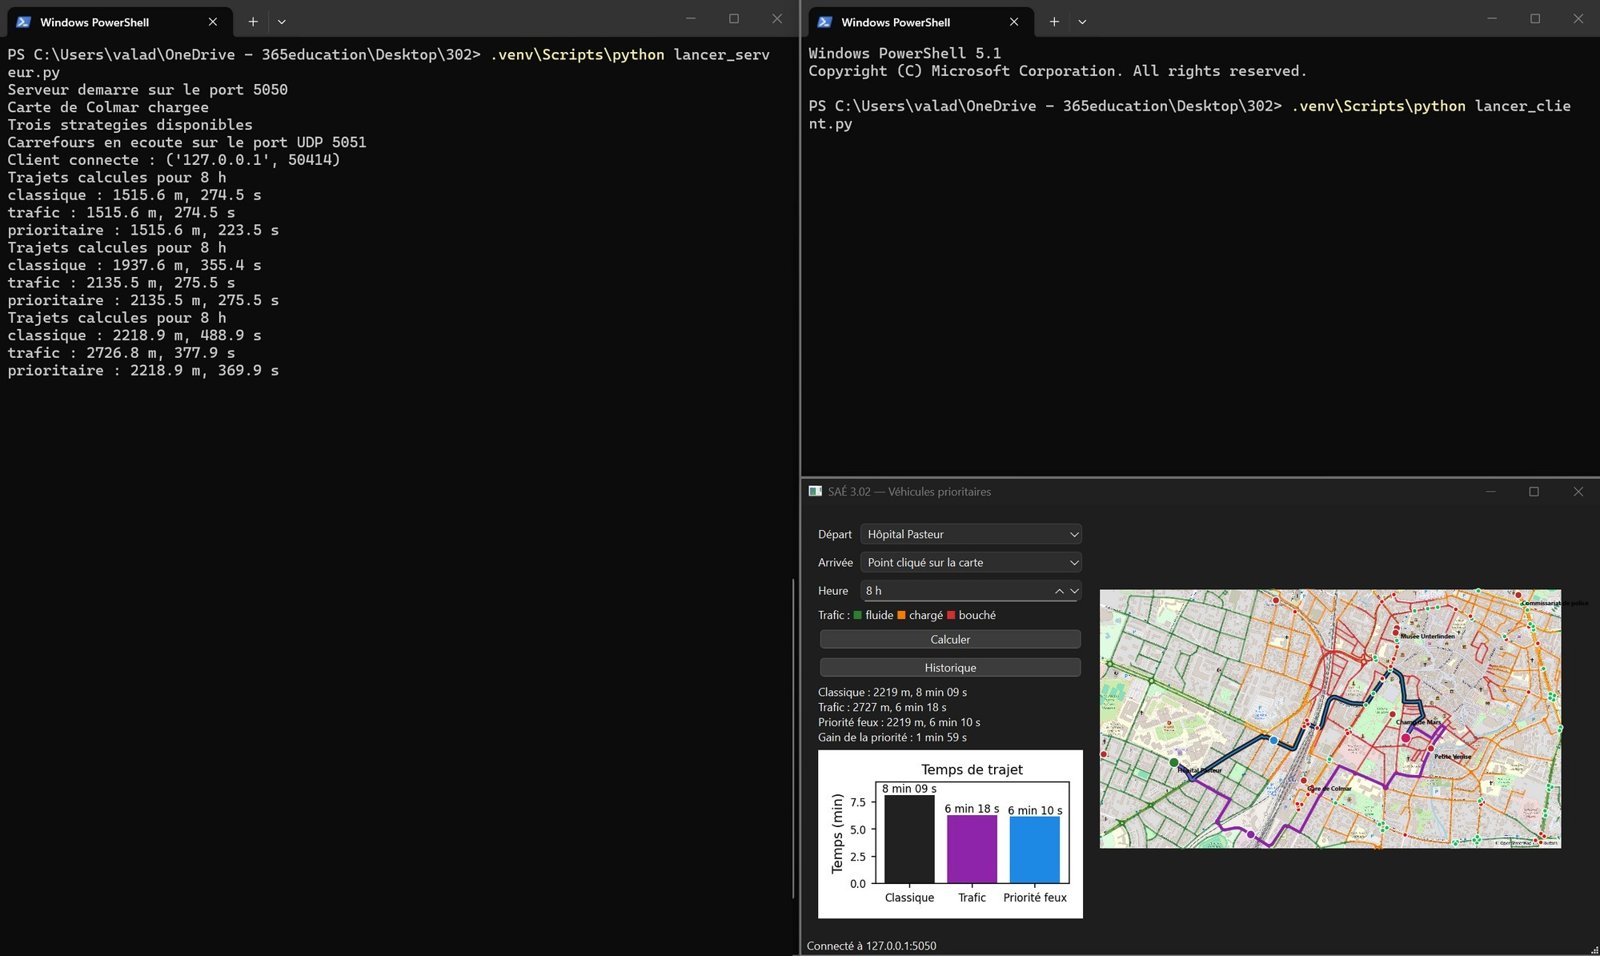 Windows PowerShell
PS C:\Users\valad\OneDrive - 365education\Desktop\302> .venv\Scripts\python lancer_serv
eur.py
Serveur demarre sur le port 5050
Carte de Colmar chargee
Trois strategies disponibles
Carrefours en ecoute sur le port UDP 5051
Client connecte : ('127.0.0.1', 50414)
Trajets calcules pour 8 h
classique : 1515.6 m, 274.5 s
trafic : 1515.6 m, 274.5 s
prioritaire : 1515.6 m, 223.5 s
Trajets calcules pour 8 h
classique : 1937.6 m, 355.4 s
trafic : 2135.5 m, 275.5 s
prioritaire : 2135.5 m, 275.5 s
Trajets calcules pour 8 h
classique : 2218.9 m, 488.9 s
trafic : 2726.8 m, 377.9 s
prioritaire : 2218.9 m, 369.9 s
Windows PowerShell
Windows PowerShell 5.1
Copyright (C) Microsoft Corporation. All rights reserved.
PS C:\Users\valad\OneDrive - 365education\Desktop\302> .venv\Scripts\python lancer_clie
nt.py
SAÉ 3.02 — Véhicules prioritaires
Départ Hôpital Pasteur
Arrivée Point cliqué sur la carte
Heure 8 h
Trafic : fluide chargé bouché
Calculer
Historique
Classique : 2219 m, 8 min 09 s
Trafic : 2727 m, 6 min 18 s
Priorité feux : 2219 m, 6 min 10 s
Gain de la priorité : 1 min 59 s
Temps de trajet
Temps (min)
7.5
5.0
2.5
0.0
8 min 09 s
6 min 18 s
6 min 10 s
Classique
Trafic
Priorité feux
Commissariat de police
Musée Unterlinden
Champ de Mars
Petite Venise
Hôpital Pasteur
Gare de Colmar
Connecté à 127.0.0.1:5050